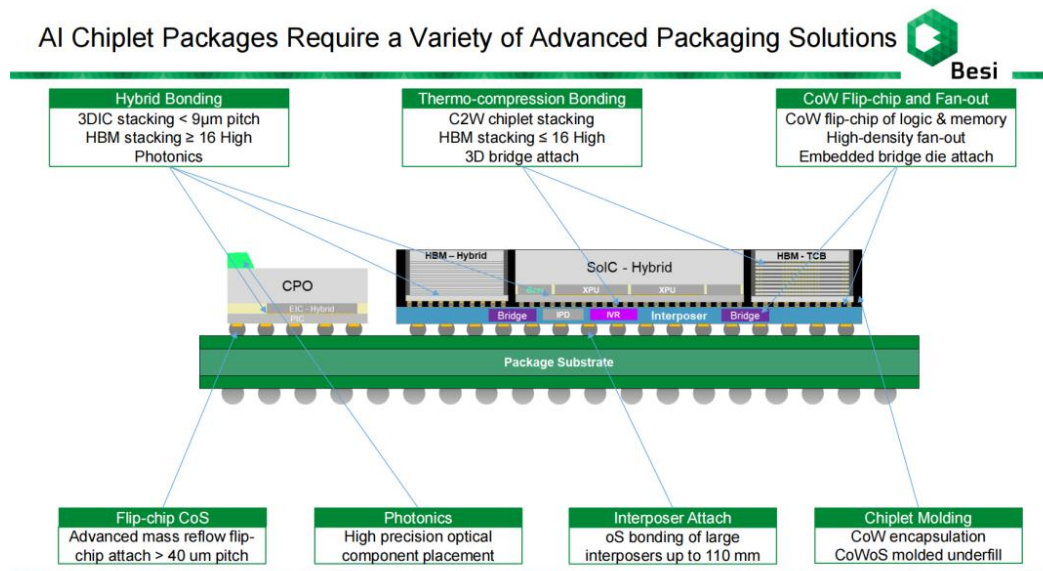 AI Chiplet Packages Require a Variety of Advanced Packaging Solutions
Besi
Hybrid Bonding
3DIC stacking < 9µm pitch
HBM stacking ≥ 16 High
Photonics
Thermo-compression Bonding
C2W chiplet stacking
HBM stacking ≤ 16 High
3D bridge attach
CoW Flip-chip and Fan-out
CoW flip-chip of logic & memory
High-density fan-out
Embedded bridge die attach
CPO
EIC - Hybrid
PIC
HBM – Hybrid
SoIC - Hybrid
XPU
XPU
HBM - TCB
Bridge
IPD
IVR
Interposer
Bridge
Package Substrate
Flip-chip CoS
Advanced mass reflow flip-
chip attach > 40 um pitch
Photonics
High precision optical
component placement
Interposer Attach
oS bonding of large
interposers up to 110 mm
Chiplet Molding
CoW encapsulation
CoWoS molded underfill